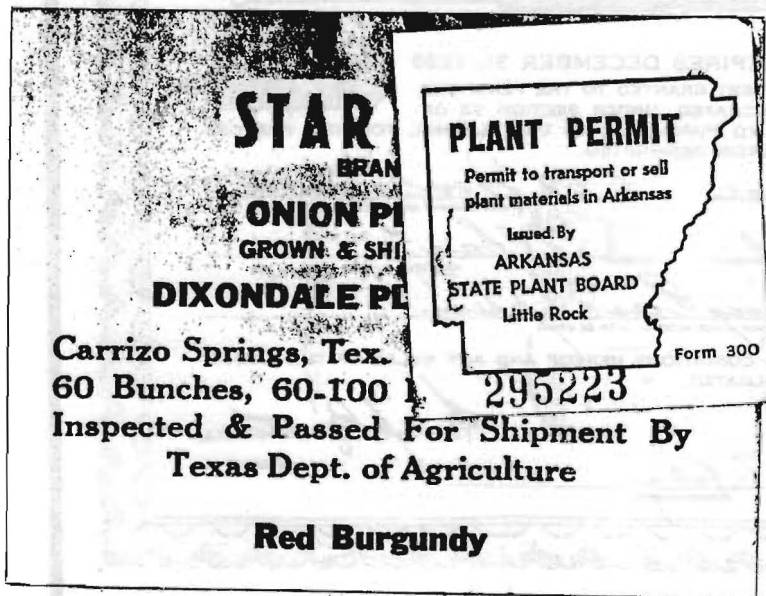 STAR
BRAN
ONION PL
GROWN & SHI
DIXONDALE PL
Carrizo Springs, Tex.
60 Bunches, 60-100
Inspected & Passed For Shipment By
Texas Dept. of Agriculture
Red Burgundy
PLANT PERMIT
Permit to transport or sell
plant materials in Arkansas
Issued By
ARKANSAS
STATE PLANT BOARD
Little Rock
Form 300
295223